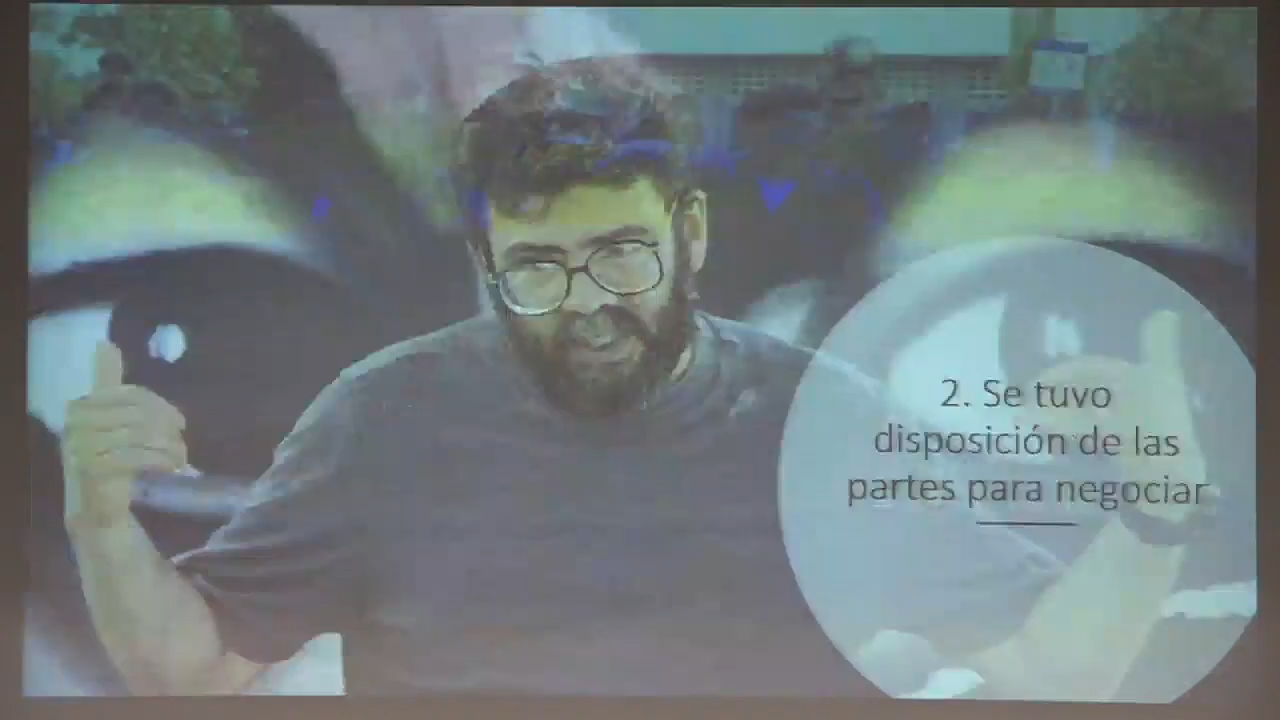 2. Se tuvo
disposición de las
partes para negociar